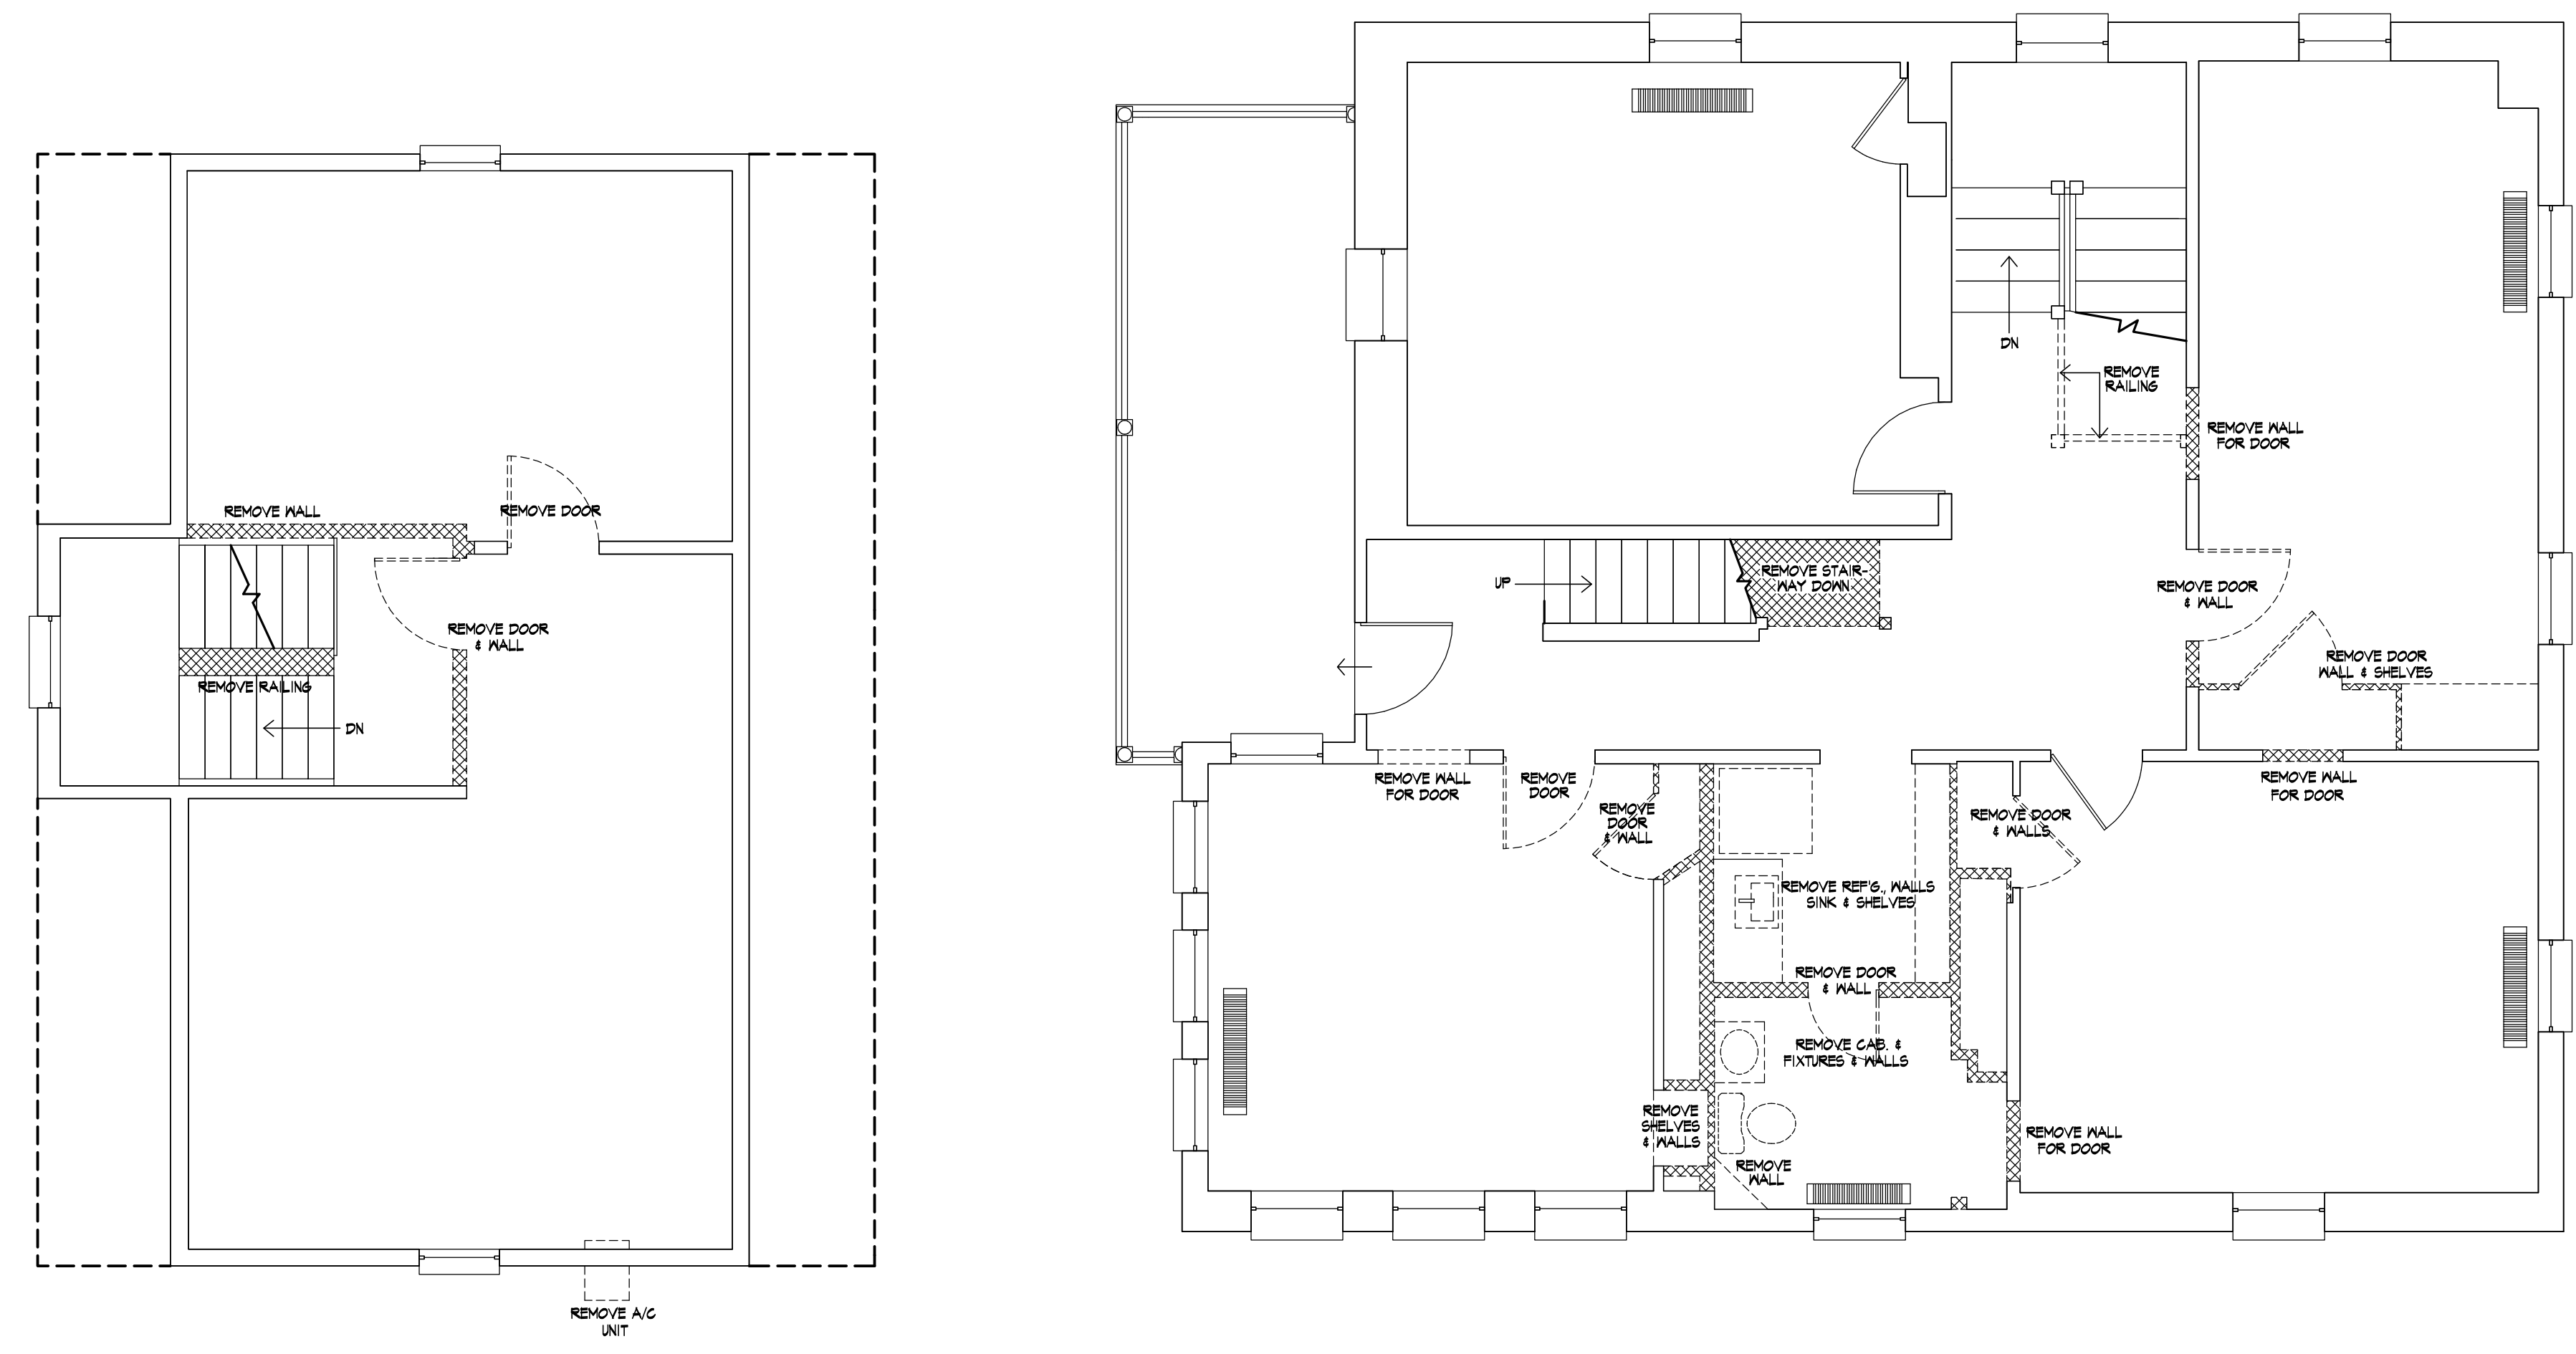 REMOVE WALL
REMOVE DOOR
REMOVE DOOR
& WALL
REMOVE RAILING
DN
REMOVE A/C
UNIT
DN
REMOVE
RAILING
REMOVE WALL
FOR DOOR
UP
REMOVE STAIR-
WAY DOWN
REMOVE DOOR
& WALL
REMOVE DOOR
WALL & SHELVES
REMOVE WALL
FOR DOOR
REMOVE
DOOR
REMOVE
DOOR
& WALL
REMOVE DOOR
& WALLS
REMOVE WALL
FOR DOOR
REMOVE REF'G., WALLS
SINK & SHELVES
REMOVE DOOR
& WALL
REMOVE CAB. &
FIXTURES & WALLS
REMOVE
SHELVES
& WALLS
REMOVE
WALL
REMOVE WALL
FOR DOOR